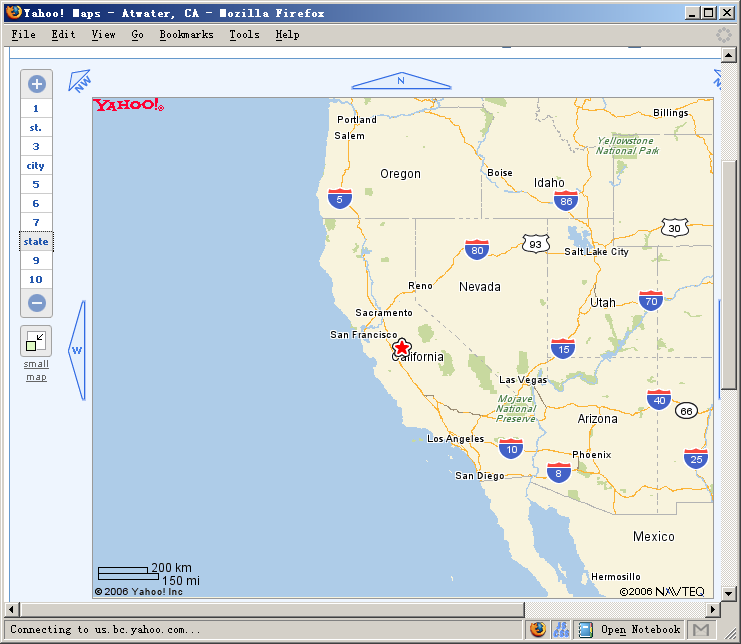 Yahoo! Maps - Atwater, CA - Mozilla Firefox
File Edit View Go Bookmarks Tools Help
NW
N
YAHOO!
1
st.
3
city
5
6
7
state
9
10
small
map
W
Portland
Salem
Billings
Yellowstone
National Park
Oregon
Boise
Idaho
5
86
30
80
93
Salt Lake City
Reno
Nevada
Utah
70
Sacramento
San Francisco
California
15
Las Vegas
Mojave
National
Preserve
40
66
Arizona
Los Angeles
10
Phoenix
25
San Diego
8
Mexico
Hermosillo
200 km
150 mi
© 2006 Yahoo! Inc
©2006 NAVTEQ
Connecting to us.bc.yahoo.com...
JS
CSS
Open Notebook